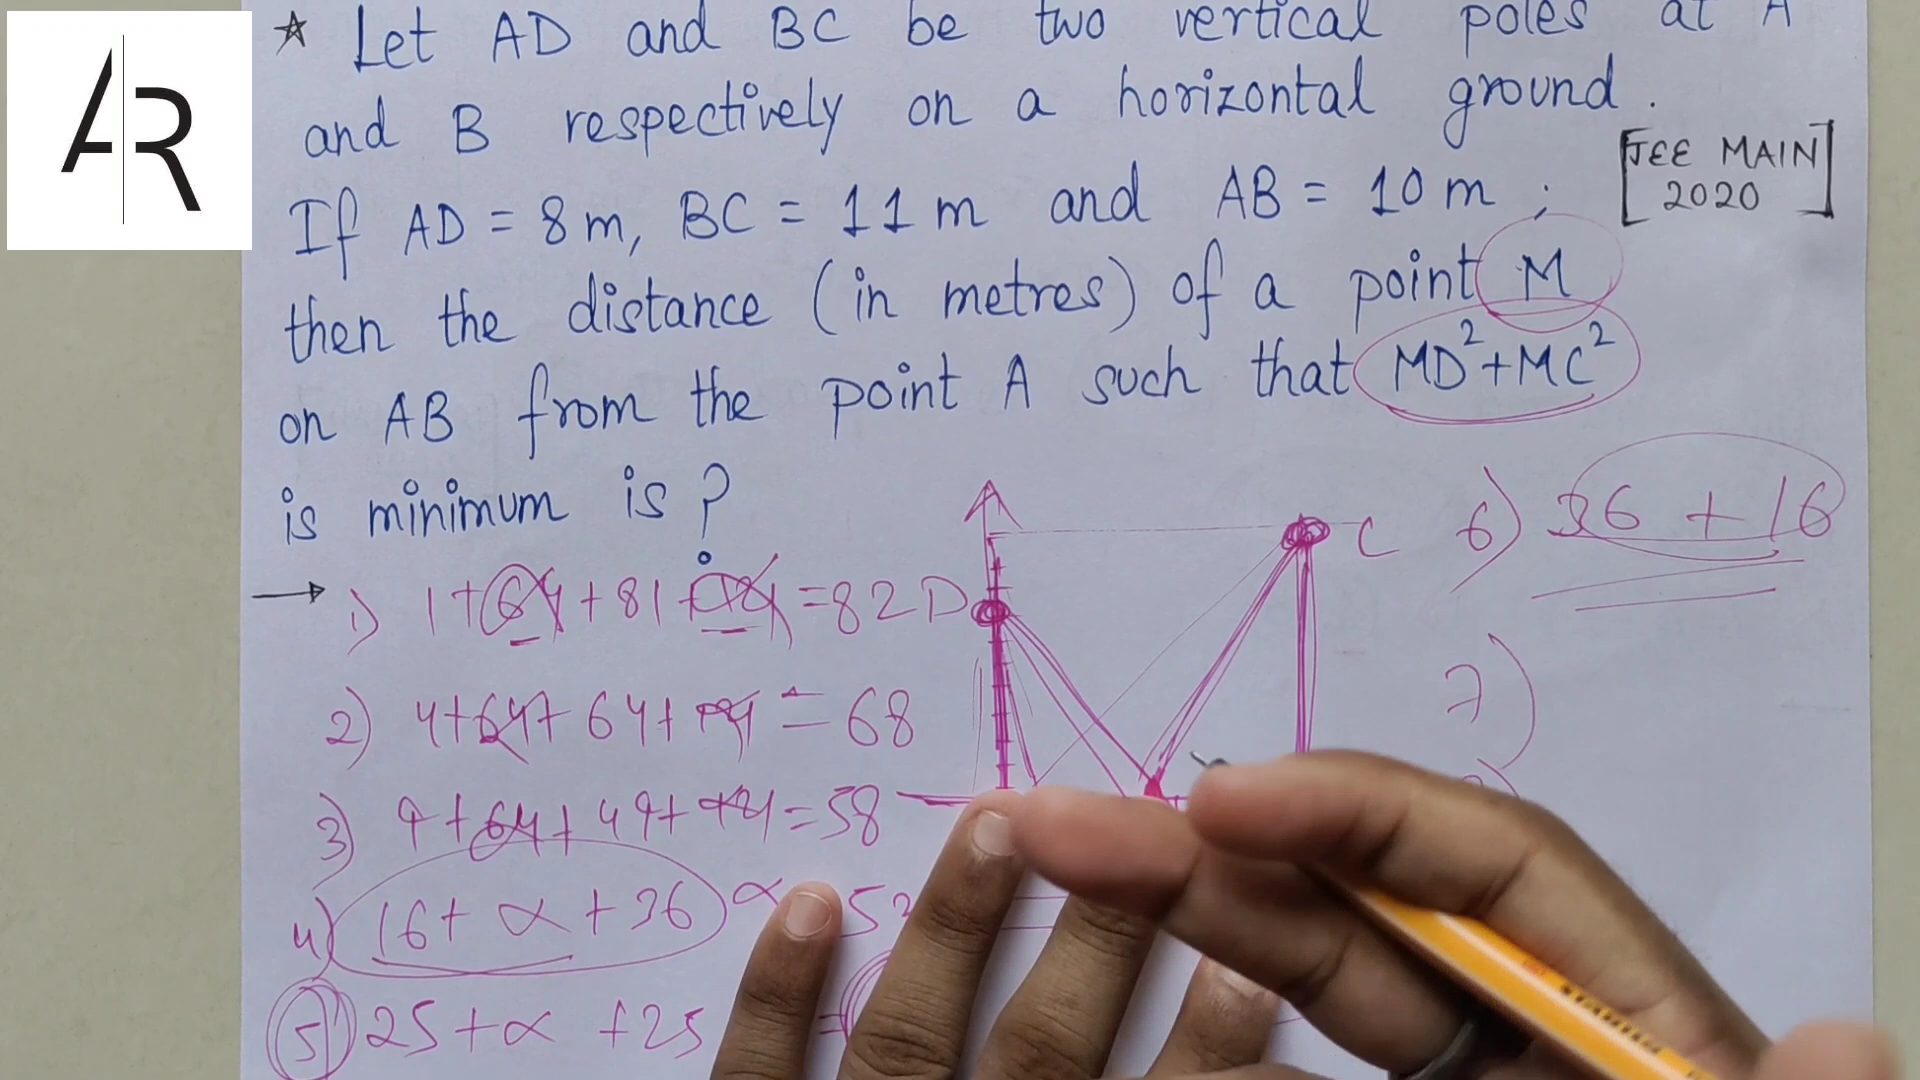 AR
☆ Let AD and BC be two vertical poles at A
and B respectively on a horizontal ground.
[JEE MAIN 2020]
If AD = 8 m, BC = 11 m and AB = 10 m ;
then the distance (in metres) of a point M
on AB from the point A such that MD²+MC²
is minimum is ?
→ 1) 1+64+81+121=82
D
C
6) 36 + 16
2) 4+64+64+121=68
7)
3) 9+64+49+121=58
4) 16+α+36
5) 25+α+25 =